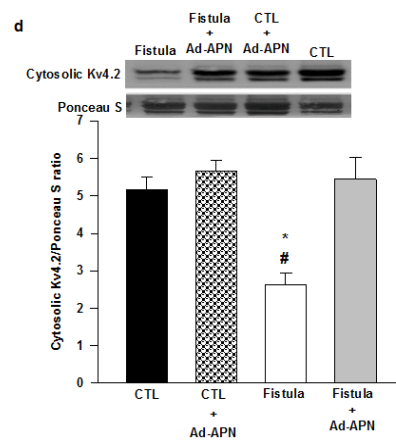 d
Fistula
Fistula
+
Ad-APN
CTL
+
Ad-APN
CTL
Cytosolic Kv4.2
Ponceau S
Cytosolic Kv4.2/Ponceau S ratio
7
6
5
4
3
2
1
0
*
#
CTL
CTL
+
Ad-APN
Fistula
Fistula
+
Ad-APN